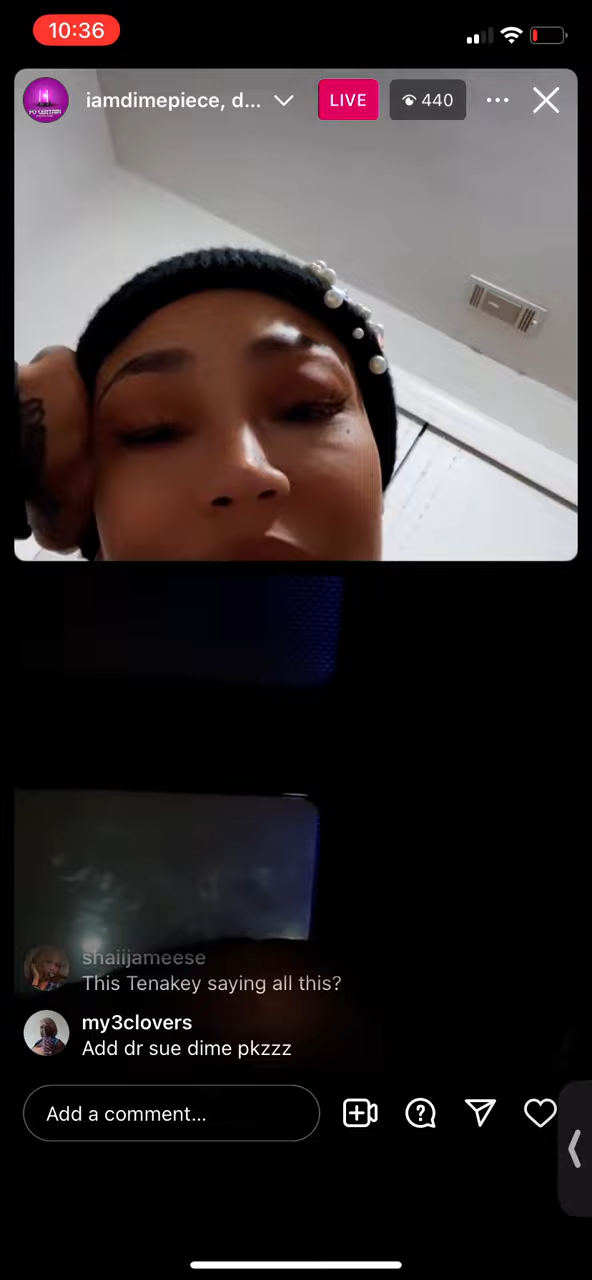 10:36
iamdimepiece, d...
LIVE
440
shaiijameese
This Tenakey saying all this?
my3clovers
Add dr sue dime pkzzz
Add a comment...